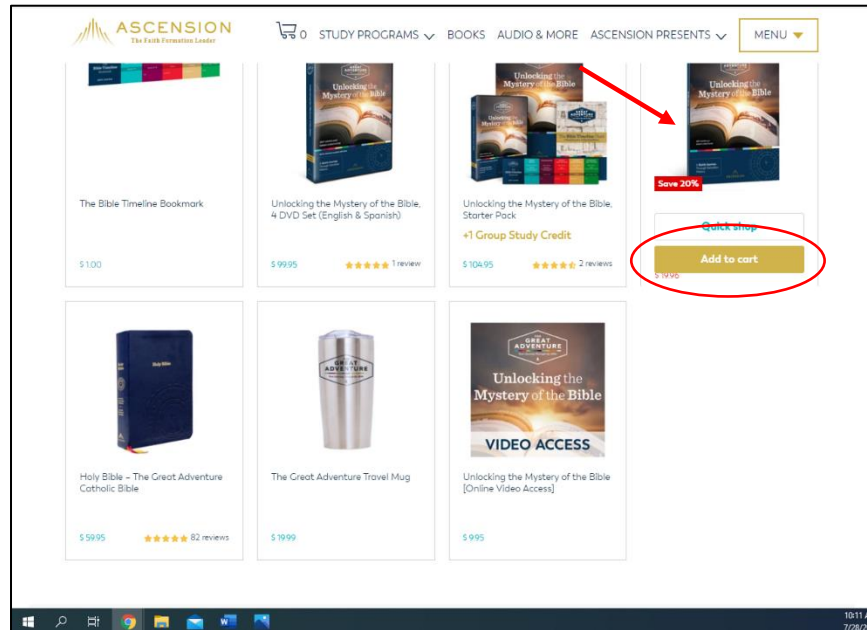 ASCENSION
The Faith Formation Leader
0 STUDY PROGRAMS BOOKS AUDIO & MORE ASCENSION PRESENTS MENU
Unlocking the
Mystery of the Bible
Unlocking the
Mystery of the Bible
Unlocking the
Mystery of the Bible
Save 20%
The Bible Timeline Bookmark
$ 1.00
Unlocking the Mystery of the Bible,
4 DVD Set (English & Spanish)
$ 99.95 1 review
Unlocking the Mystery of the Bible,
Starter Pack
+1 Group Study Credit
$ 104.95 2 reviews
Quick shop
Add to cart
$ 19.96
Holy Bible
Holy Bible – The Great Adventure
Catholic Bible
$ 59.95 82 reviews
GREAT
ADVENTURE
The Great Adventure Travel Mug
$ 19.99
THE
GREAT
ADVENTURE
Unlocking the
Mystery of the Bible
VIDEO ACCESS
Unlocking the Mystery of the Bible
[Online Video Access]
$ 9.95
10:11 A
7/28/2